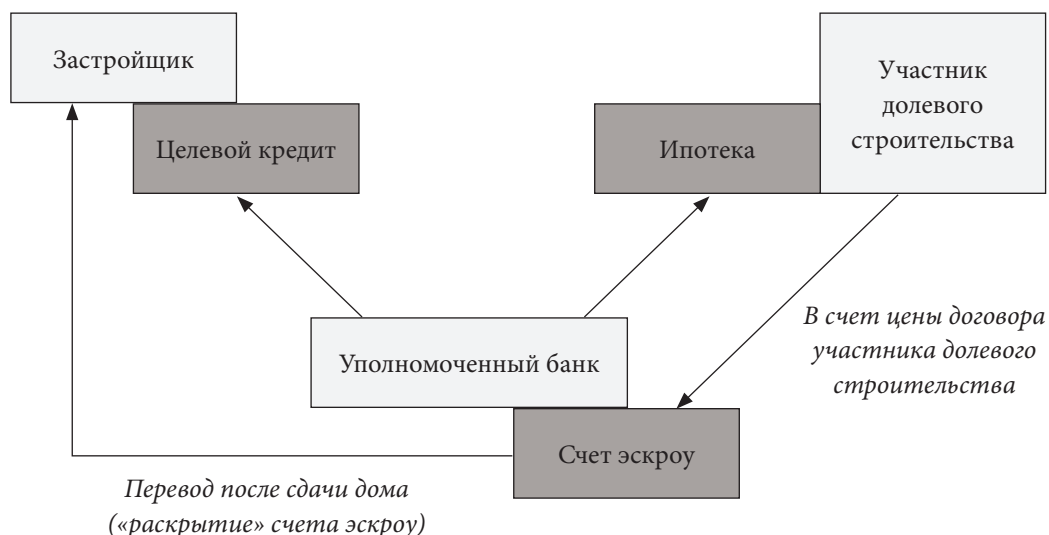 Застройщик
Целевой кредит
Ипотека
Участник
долевого
строительства
Уполномоченный банк
Счет эскроу
В счет цены договора
участника долевого
строительства
Перевод после сдачи дома
(«раскрытие» счета эскроу)